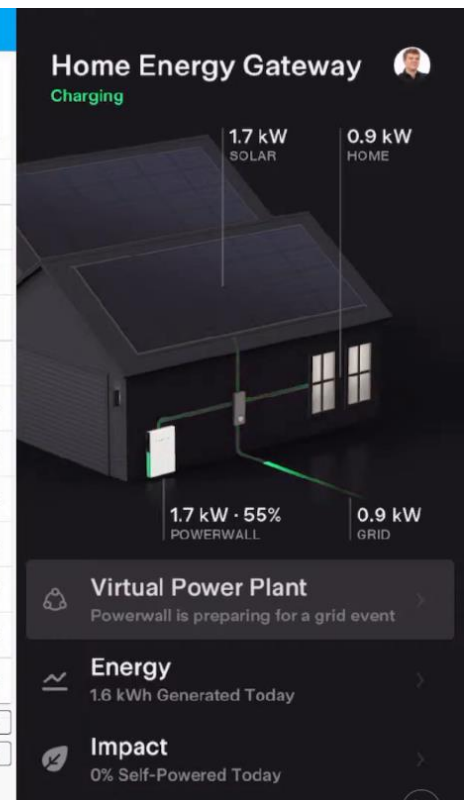 Home Energy Gateway
Charging
1.7 kW
SOLAR
0.9 kW
HOME
1.7 kW · 55%
POWERWALL
0.9 kW
GRID
Virtual Power Plant
Powerwall is preparing for a grid event
Energy
1.6 kWh Generated Today
Impact
0% Self-Powered Today